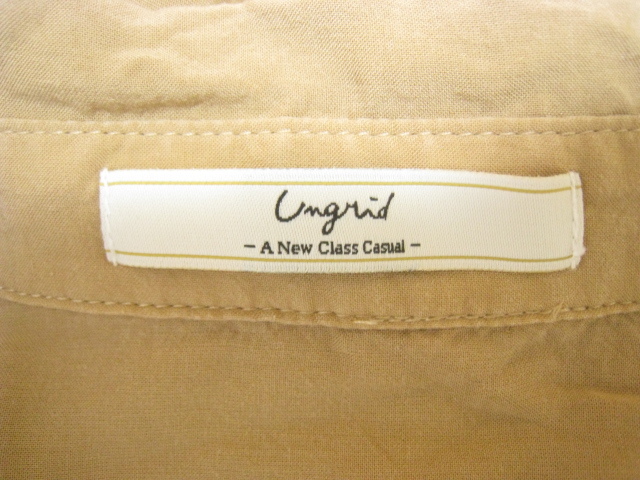 Ungrid
– A New Class Casual –